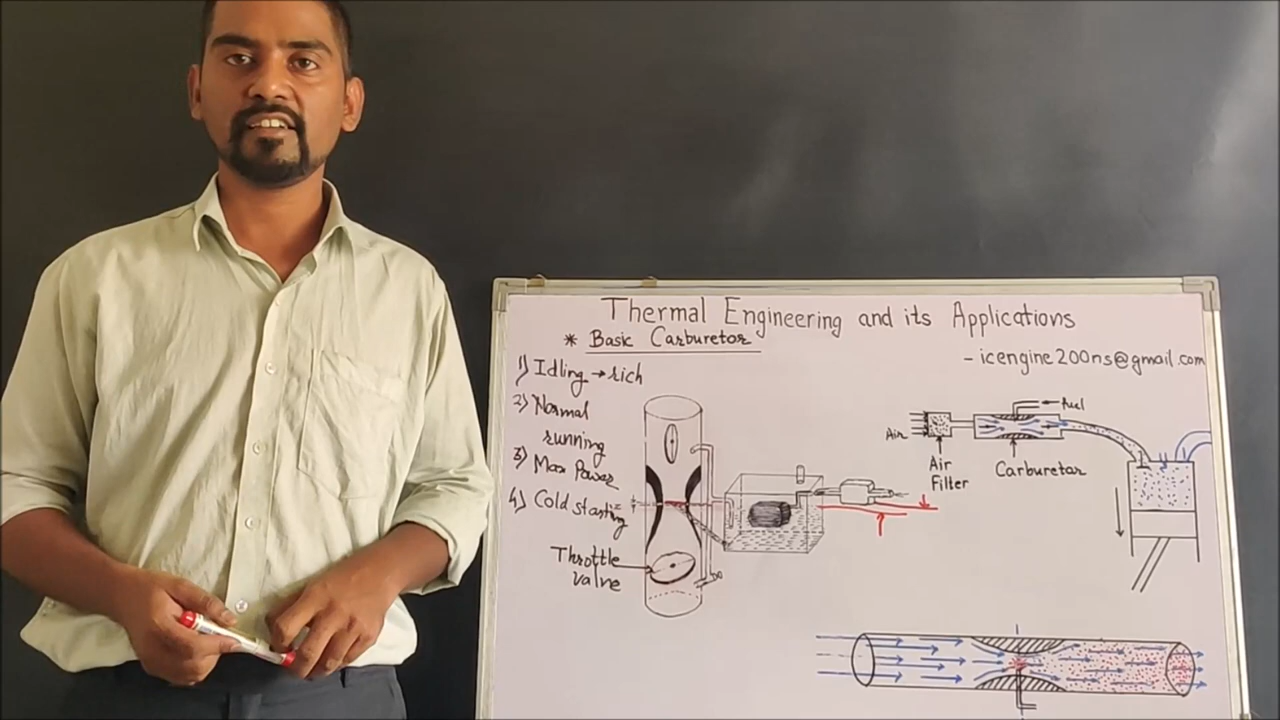 Thermal Engineering and its Applications
* Basic Carburetor
- icengine200ns@gmail.com
1) Idling → rich
2) Normal
running
3) Max Power
4) Cold starting
Throttle
valve
Air
Air
Filter
Carburetor
fuel